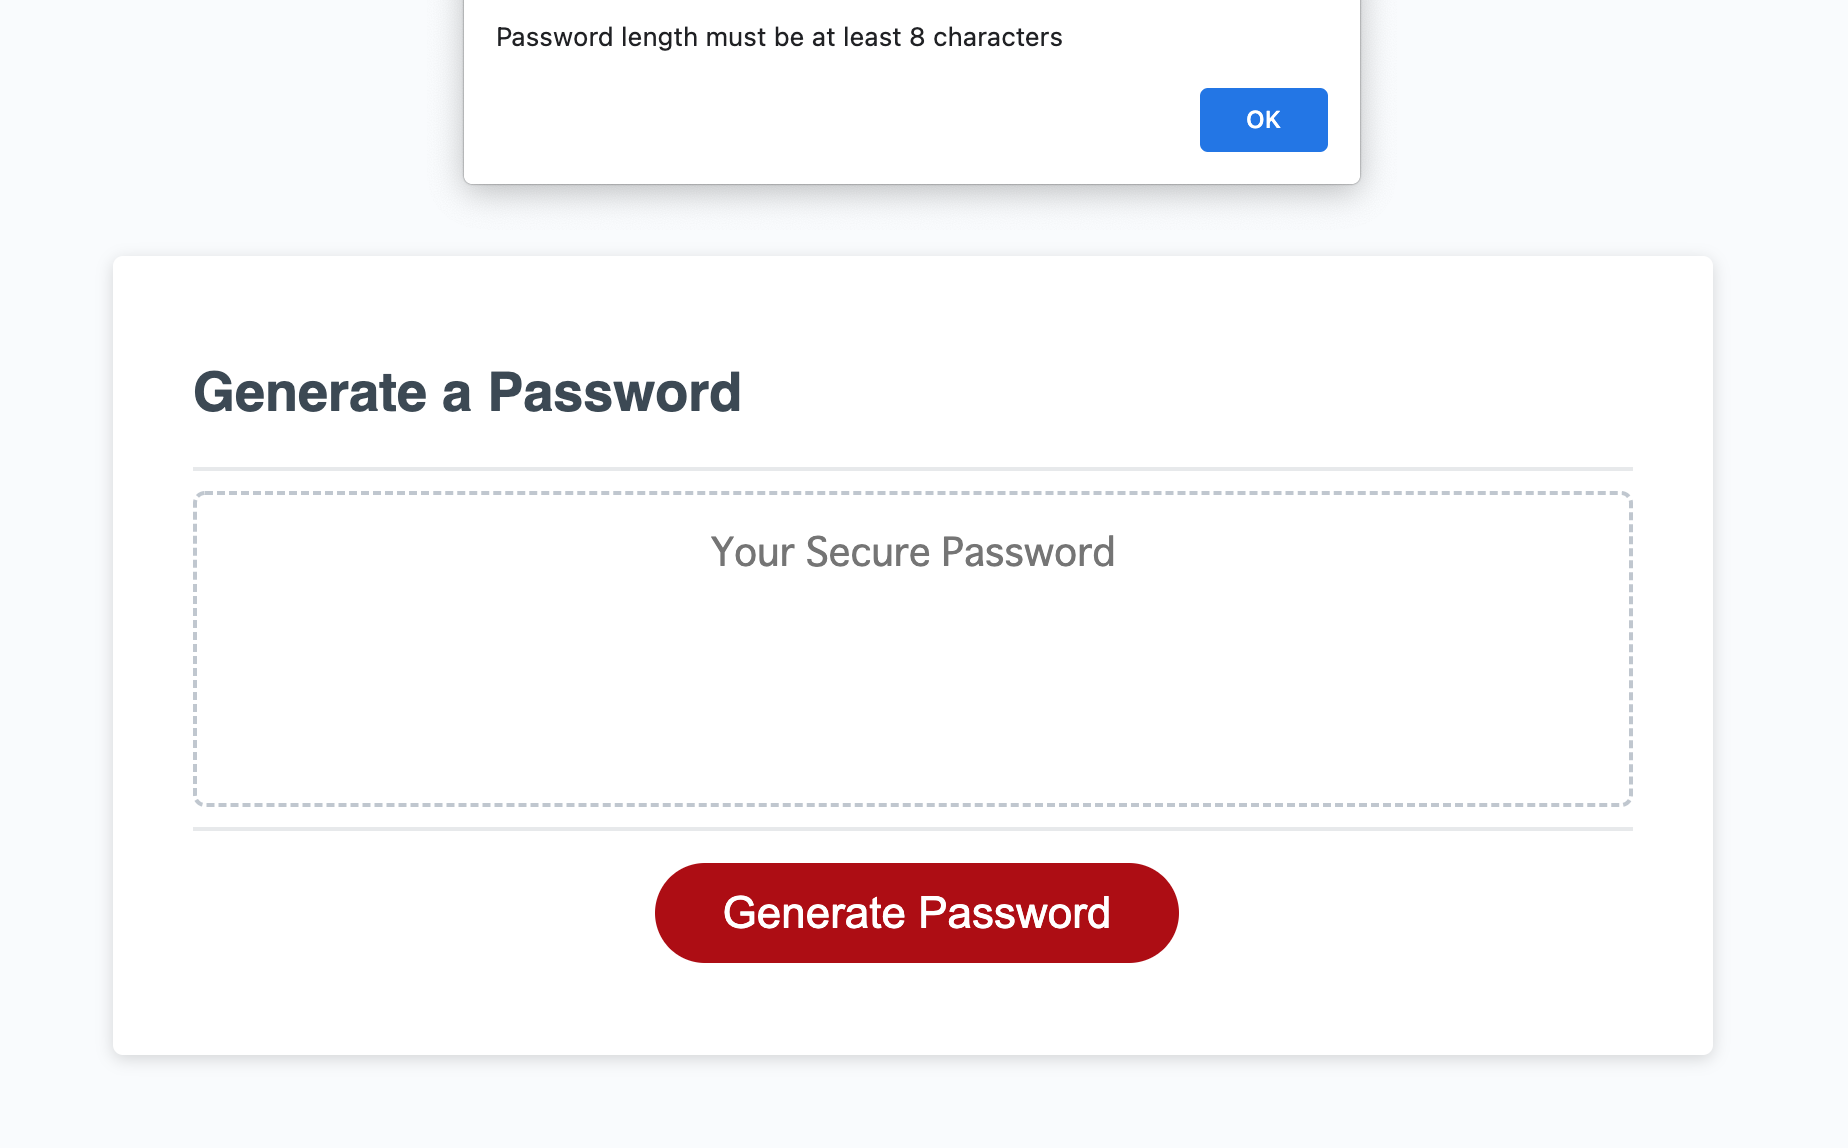 Password length must be at least 8 characters
OK
Generate a Password
Your Secure Password
Generate Password